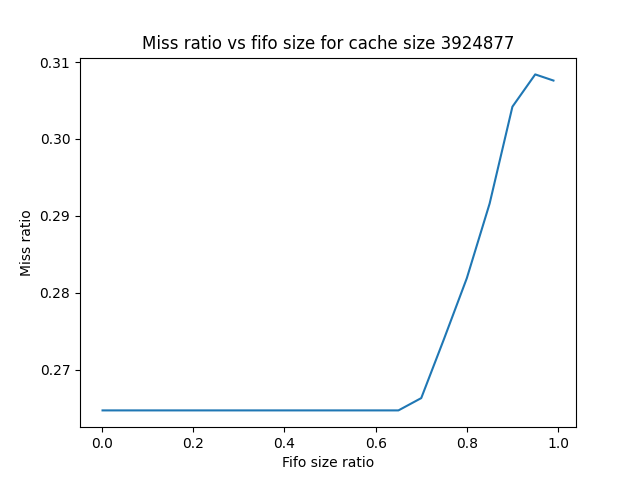 Miss ratio vs fifo size for cache size 3924877
Miss ratio
0.31
0.30
0.29
0.28
0.27
0.0 0.2 0.4 0.6 0.8 1.0
Fifo size ratio